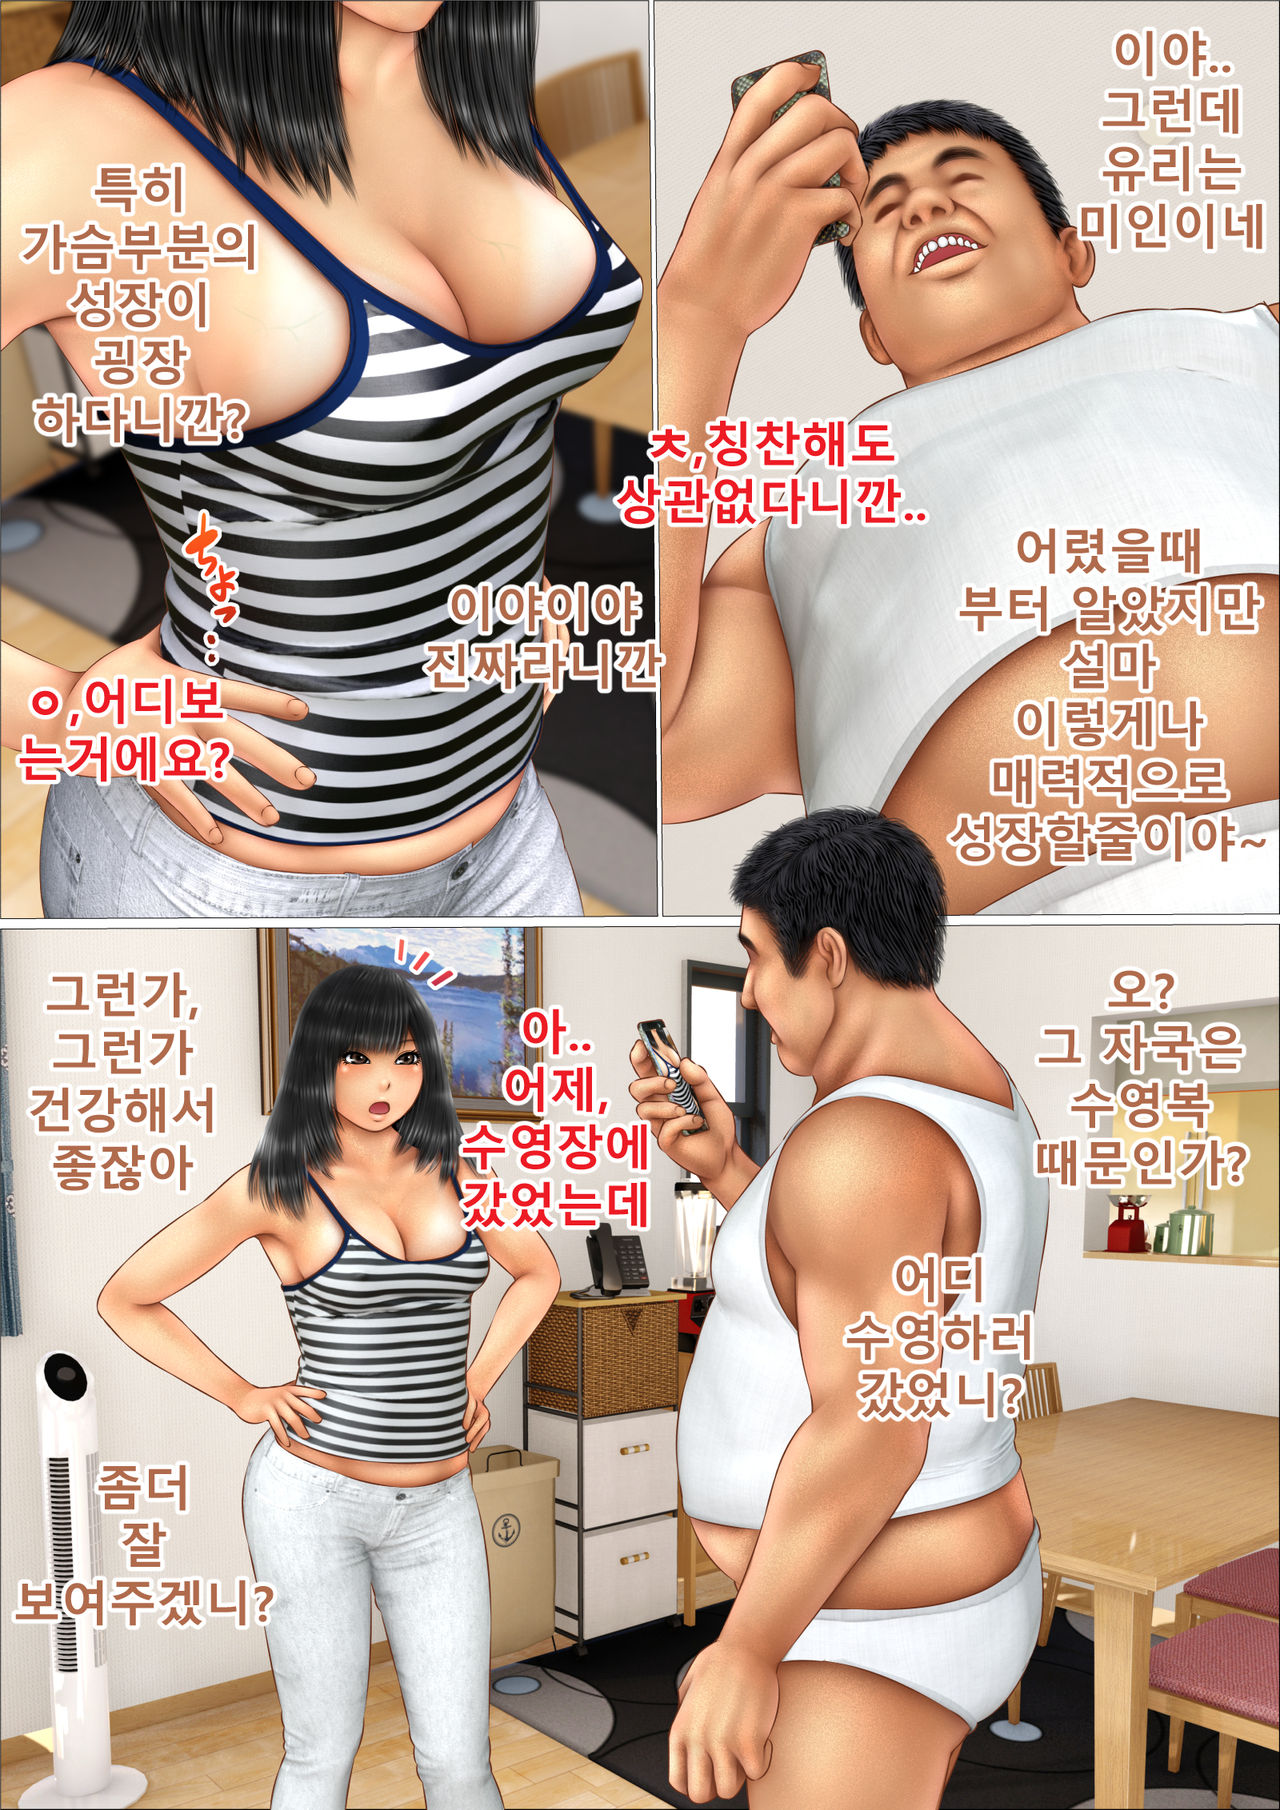 이야..
그런데
유리는
미인이네
ㅊ,칭찬해도
상관없다니깐..
어렸을때
부터 알았지만
설마
이렇게나
매력적으로
성장할줄이야~
특히
가슴부분의
성장이
굉장
하다니깐?
이야이야
진짜라니깐
ちょっ…
ㅇ,어디보
는거에요?
오?
그 자국은
수영복
때문인가?
아..
어제,
수영장에
갔었는데
어디
수영하러
갔었니?
그런가,
그런가
건강해서
좋잖아
좀더
잘
보여주겠니?